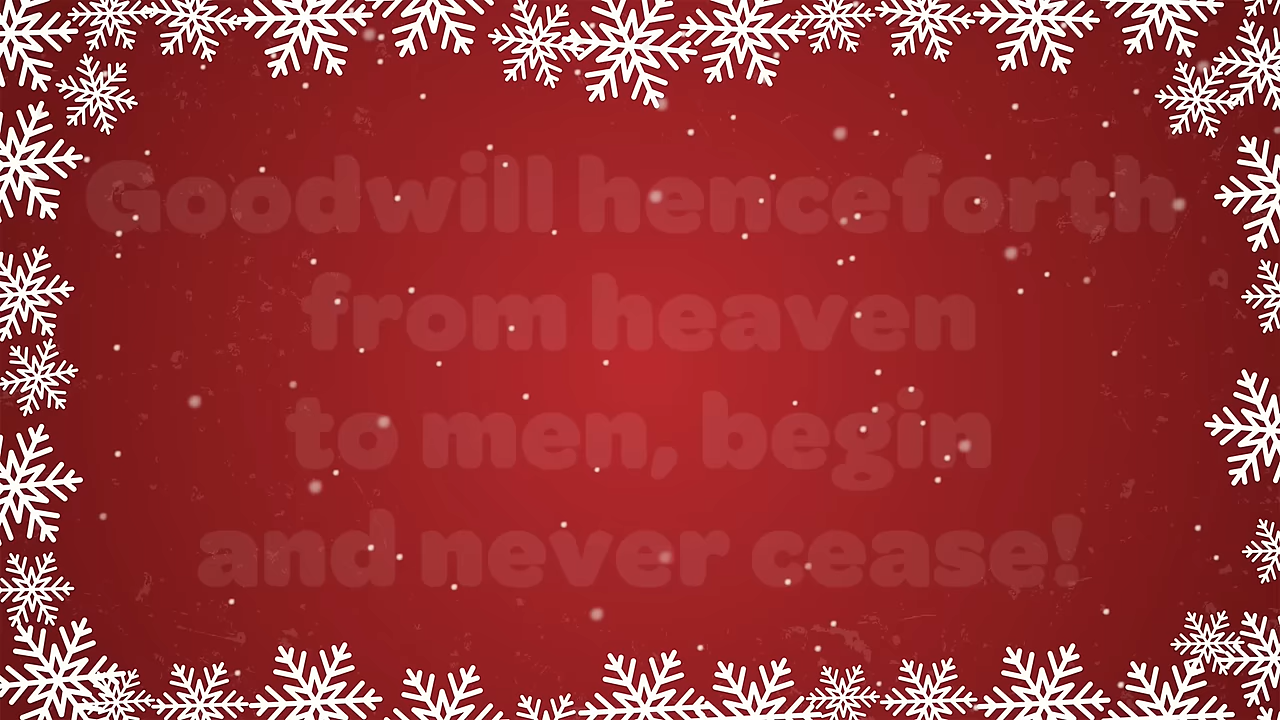 Goodwill henceforth
from heaven
to men, begin
and never cease!